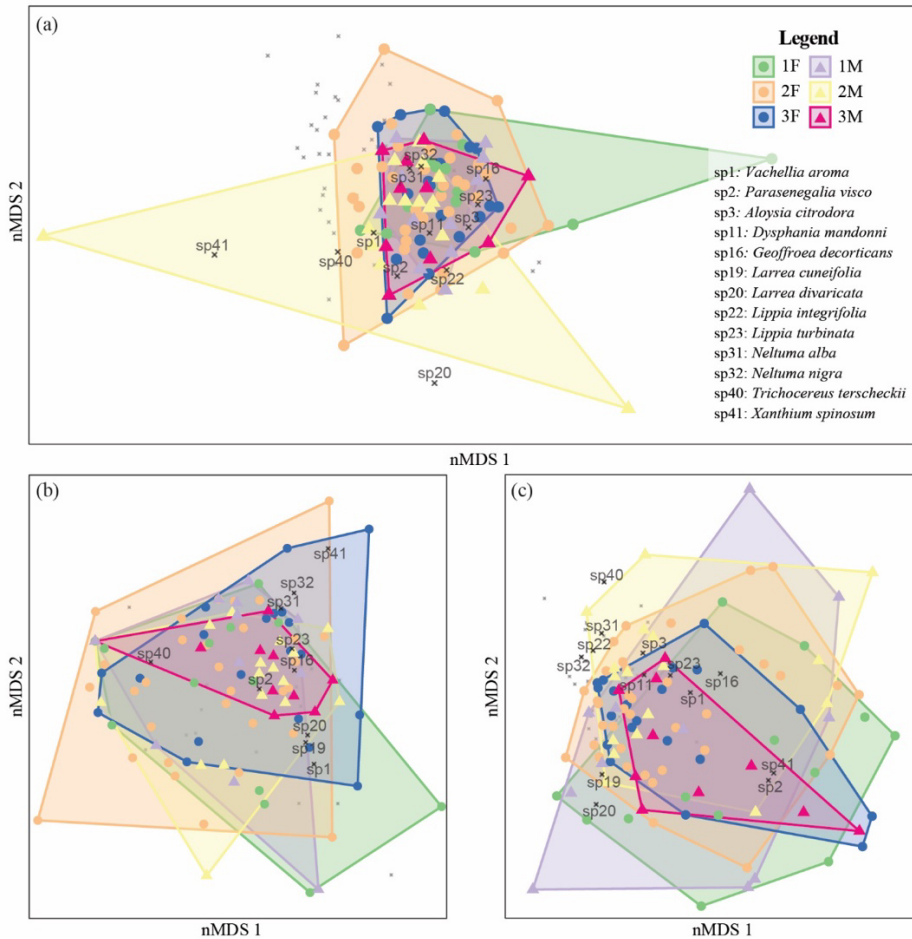 (a)
Legend
1F 1M
2F 2M
3F 3M
sp32
sp31
sp16
sp23
sp3
sp11
sp1
sp41
sp40
sp2
sp22
sp20
sp1: Vachellia aroma
sp2: Parasenegalia visco
sp3: Aloysia citrodora
sp11: Dysphania mandonni
sp16: Geoffroea decorticans
sp19: Larrea cuneifolia
sp20: Larrea divaricata
sp22: Lippia integrifolia
sp23: Lippia turbinata
sp31: Neltuma alba
sp32: Neltuma nigra
sp40: Trichocereus terscheckii
sp41: Xanthium spinosum
nMDS 2
nMDS 1
(b)
sp41
sp32
sp31
sp23
sp40
sp16
sp2
sp20
sp19
sp1
nMDS 2
nMDS 1
(c)
sp40
sp31
sp22
sp3
sp32
sp23
sp11
sp16
sp1
sp41
sp19
sp2
sp20
nMDS 2
nMDS 1